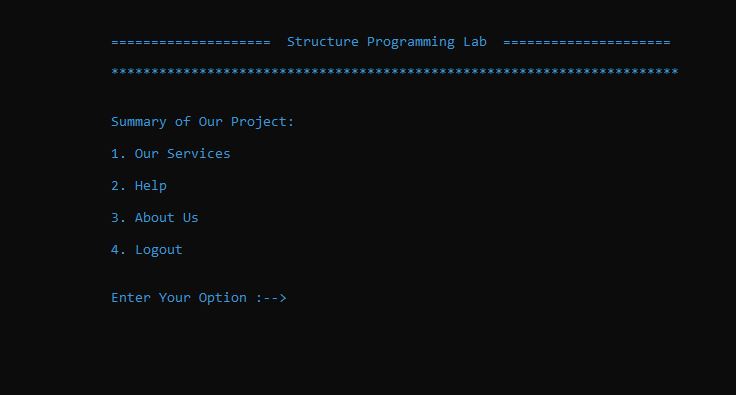 ==================== Structure Programming Lab =====================
***********************************************************************
Summary of Our Project:
1. Our Services
2. Help
3. About Us
4. Logout
Enter Your Option :-->